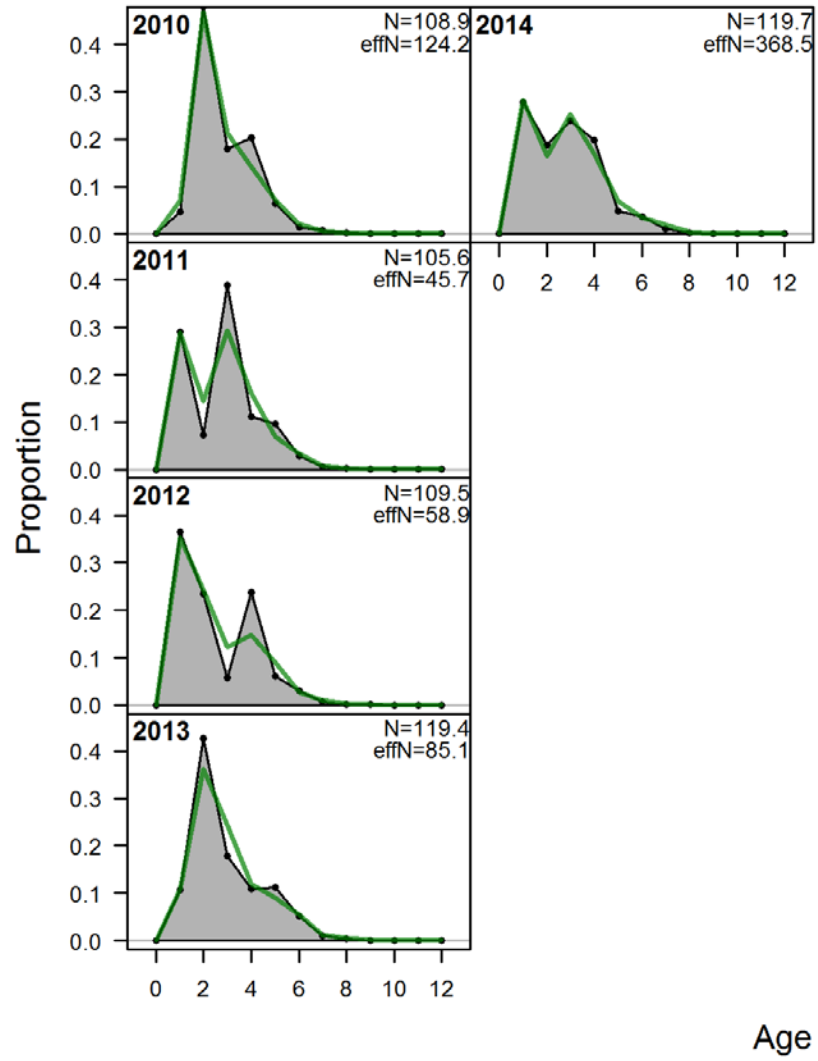 2010
N=108.9
effN=124.2
0.4
0.3
0.2
0.1
0.0
2014
N=119.7
effN=368.5
0 2 4 6 8 10 12
2011
N=105.6
effN=45.7
0.4
0.3
0.2
0.1
0.0
2012
N=109.5
effN=58.9
0.4
0.3
0.2
0.1
0.0
2013
N=119.4
effN=85.1
0.4
0.3
0.2
0.1
0.0
0 2 4 6 8 10 12
Proportion
Age